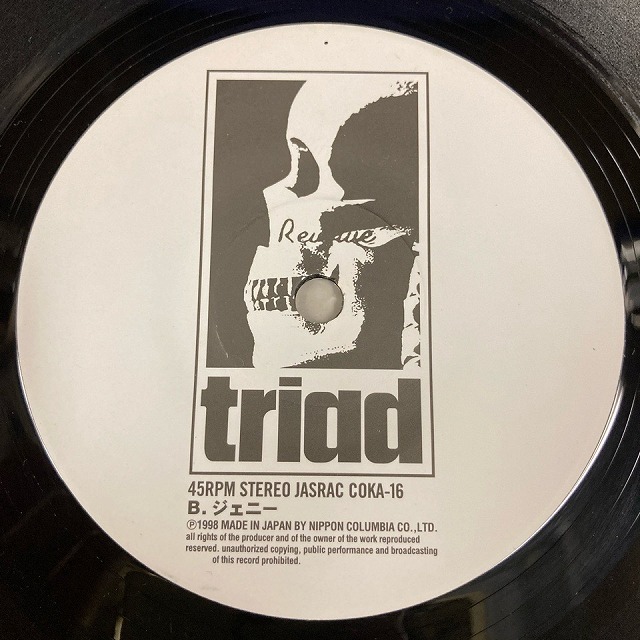 Revolve
triad
45RPM STEREO JASRAC COKA-16
B. ジェニー
Ⓟ1998 MADE IN JAPAN BY NIPPON COLUMBIA CO.,LTD.
all rights of the producer and of the owner of the work reproduced
reserved. unauthorized copying, public performance and broadcasting
of this record prohibited.